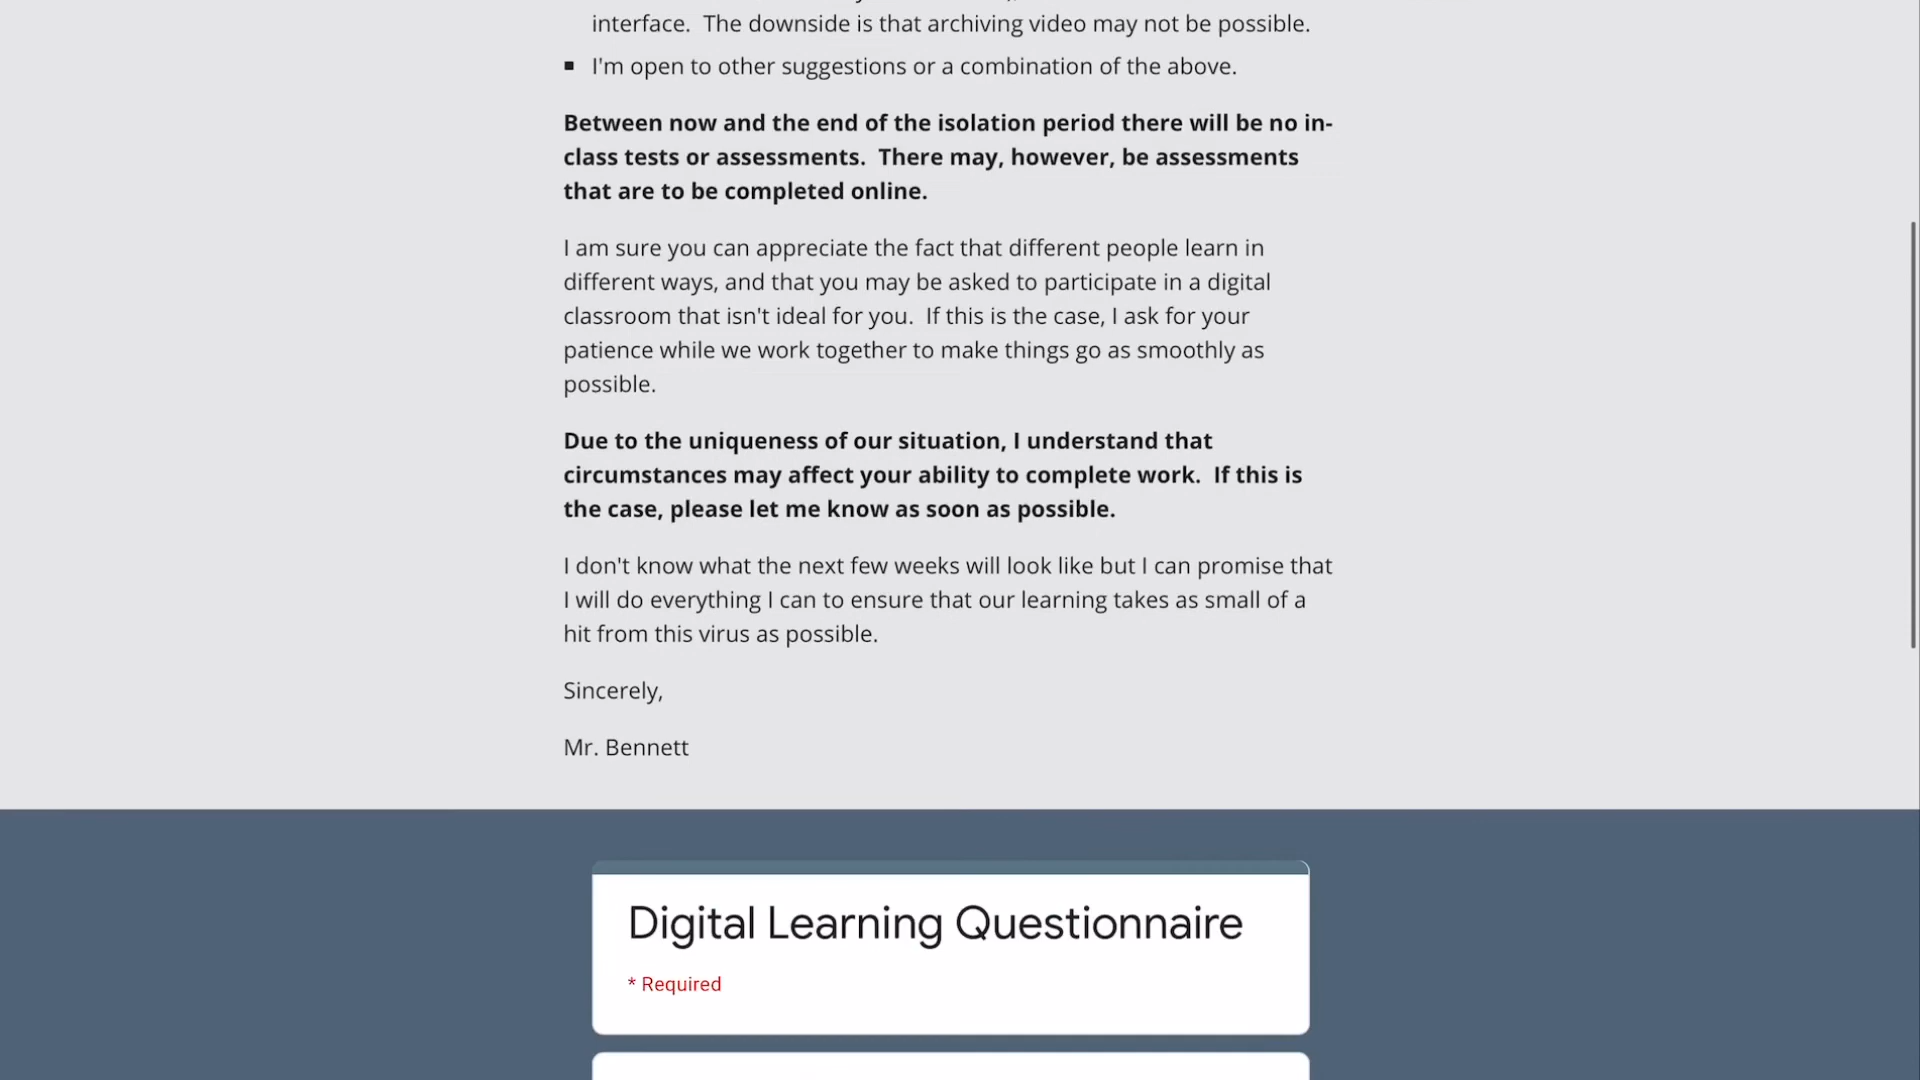 interface.  The downside is that archiving video may not be possible.
▪ I'm open to other suggestions or a combination of the above.
Between now and the end of the isolation period there will be no in-
class tests or assessments.  There may, however, be assessments
that are to be completed online.
I am sure you can appreciate the fact that different people learn in
different ways, and that you may be asked to participate in a digital
classroom that isn't ideal for you.  If this is the case, I ask for your
patience while we work together to make things go as smoothly as
possible.
Due to the uniqueness of our situation, I understand that
circumstances may affect your ability to complete work.  If this is
the case, please let me know as soon as possible.
I don't know what the next few weeks will look like but I can promise that
I will do everything I can to ensure that our learning takes as small of a
hit from this virus as possible.
Sincerely,
Mr. Bennett
Digital Learning Questionnaire
* Required